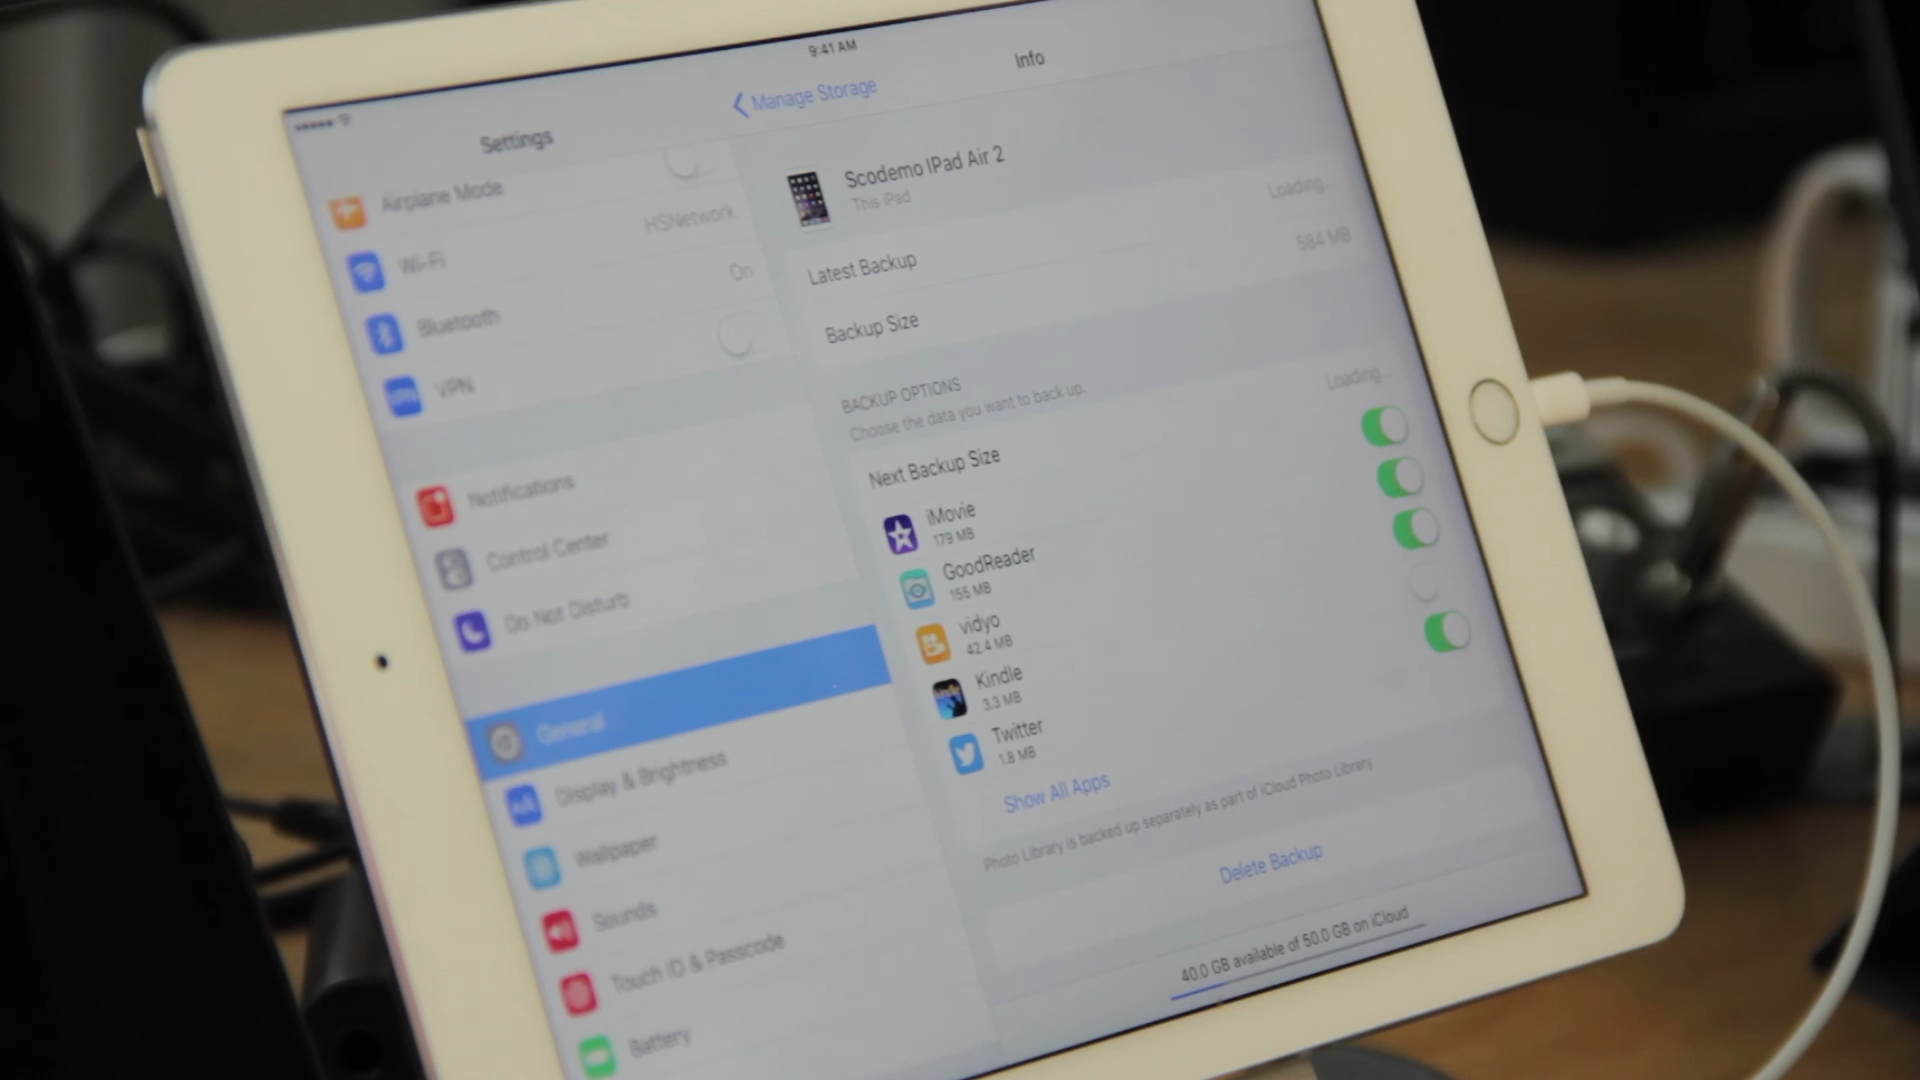 9:41 AM
Settings
Airplane Mode
Wi-Fi
HSNetwork
Bluetooth
On
VPN
VPN
Notifications
Control Center
Do Not Disturb
General
AA
Display & Brightness
Wallpaper
Sounds
Touch ID & Passcode
Battery
Manage Storage
Info
Scodemo IPad Air 2
This iPad
Latest Backup
Loading...
Backup Size
584 MB
BACKUP OPTIONS
Choose the data you want to back up.
Next Backup Size
Loading...
iMovie
179 MB
GoodReader
155 MB
vidyo
42.4 MB
Kindle
3.3 MB
Twitter
1.8 MB
Show All Apps
Photo Library is backed up separately as part of iCloud Photo Library
Delete Backup
40.0 GB available of 50.0 GB on iCloud